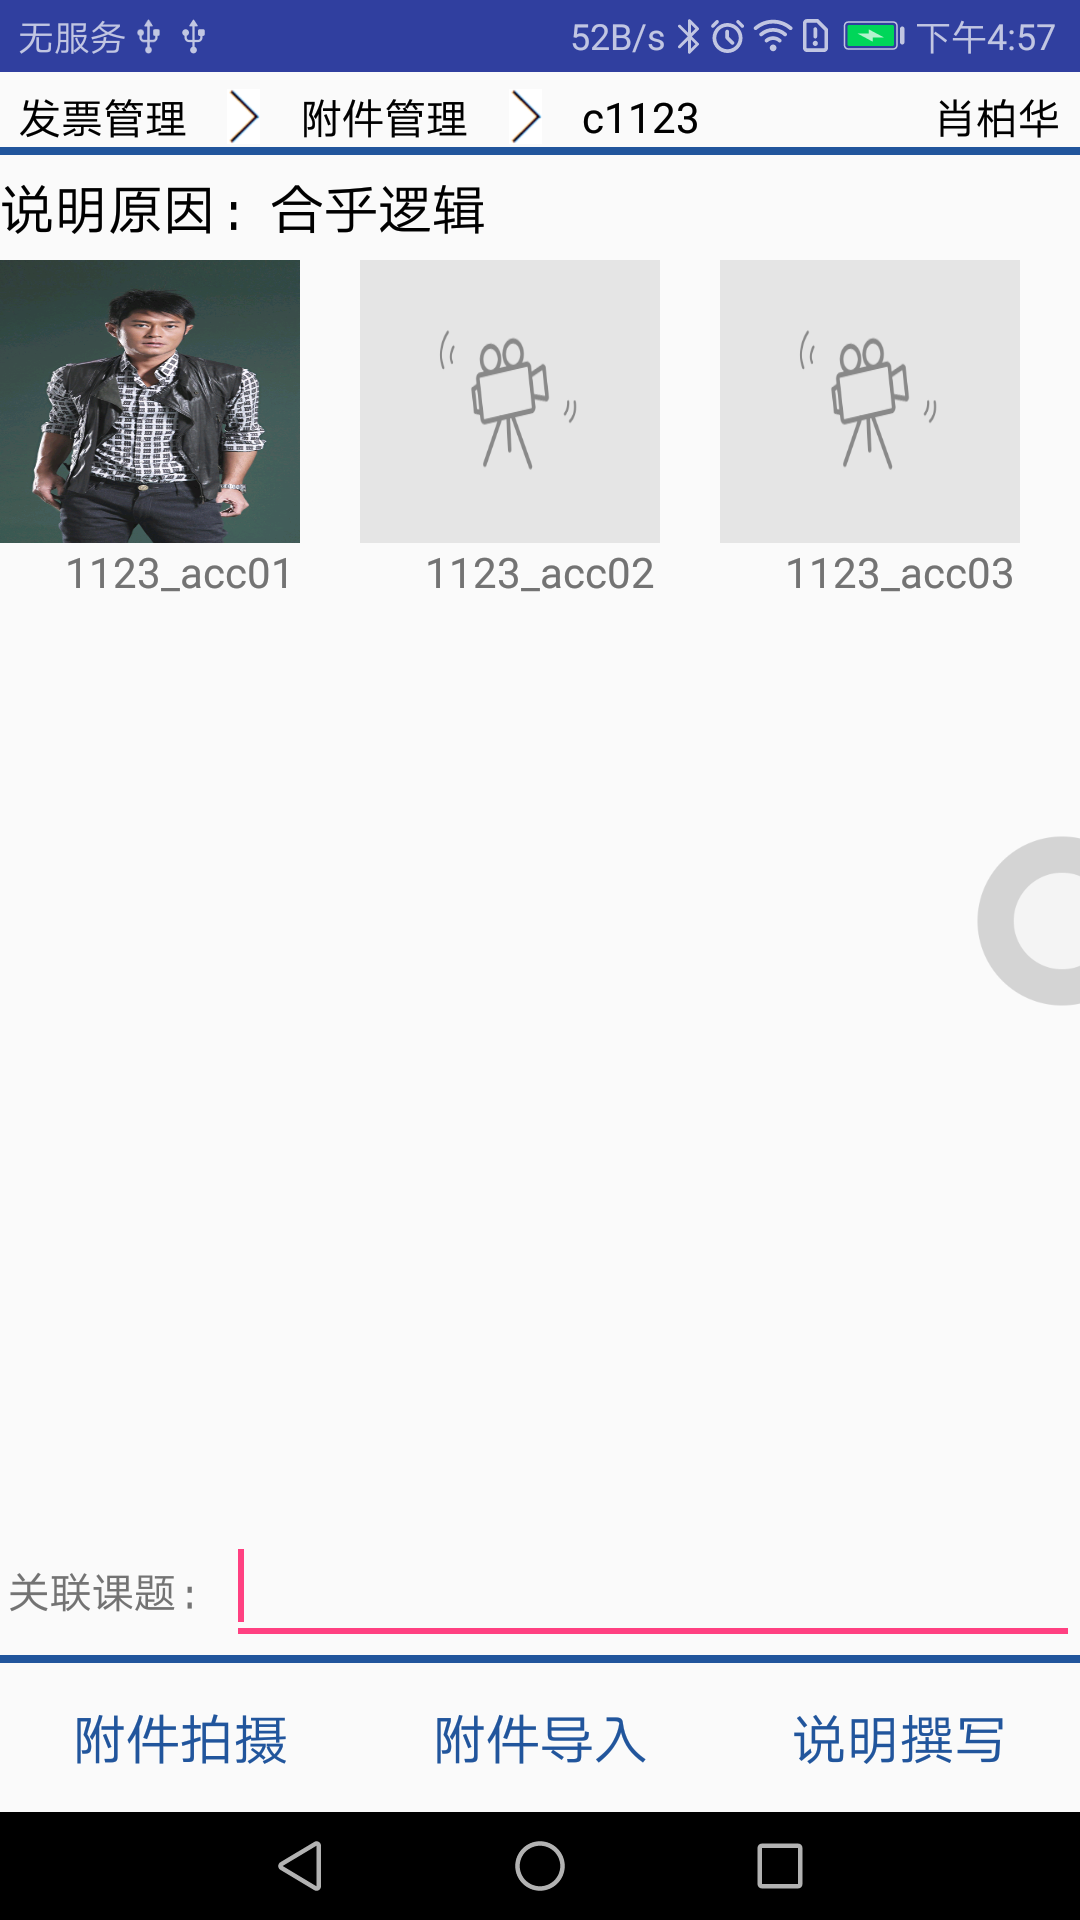 无服务 52B/s 下午4:57
发票管理 附件管理 c1123 肖柏华
说明原因: 合乎逻辑
1123_acc01 1123_acc02 1123_acc03
关联课题:
附件拍摄 附件导入 说明撰写